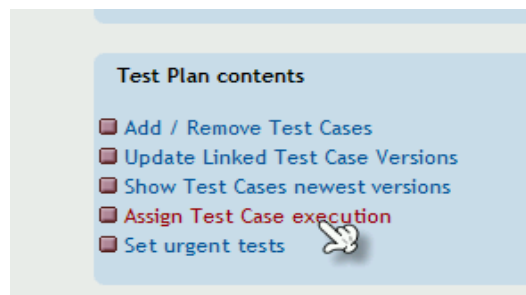 Test Plan contents
Add / Remove Test Cases
Update Linked Test Case Versions
Show Test Cases newest versions
Assign Test Case execution
Set urgent tests